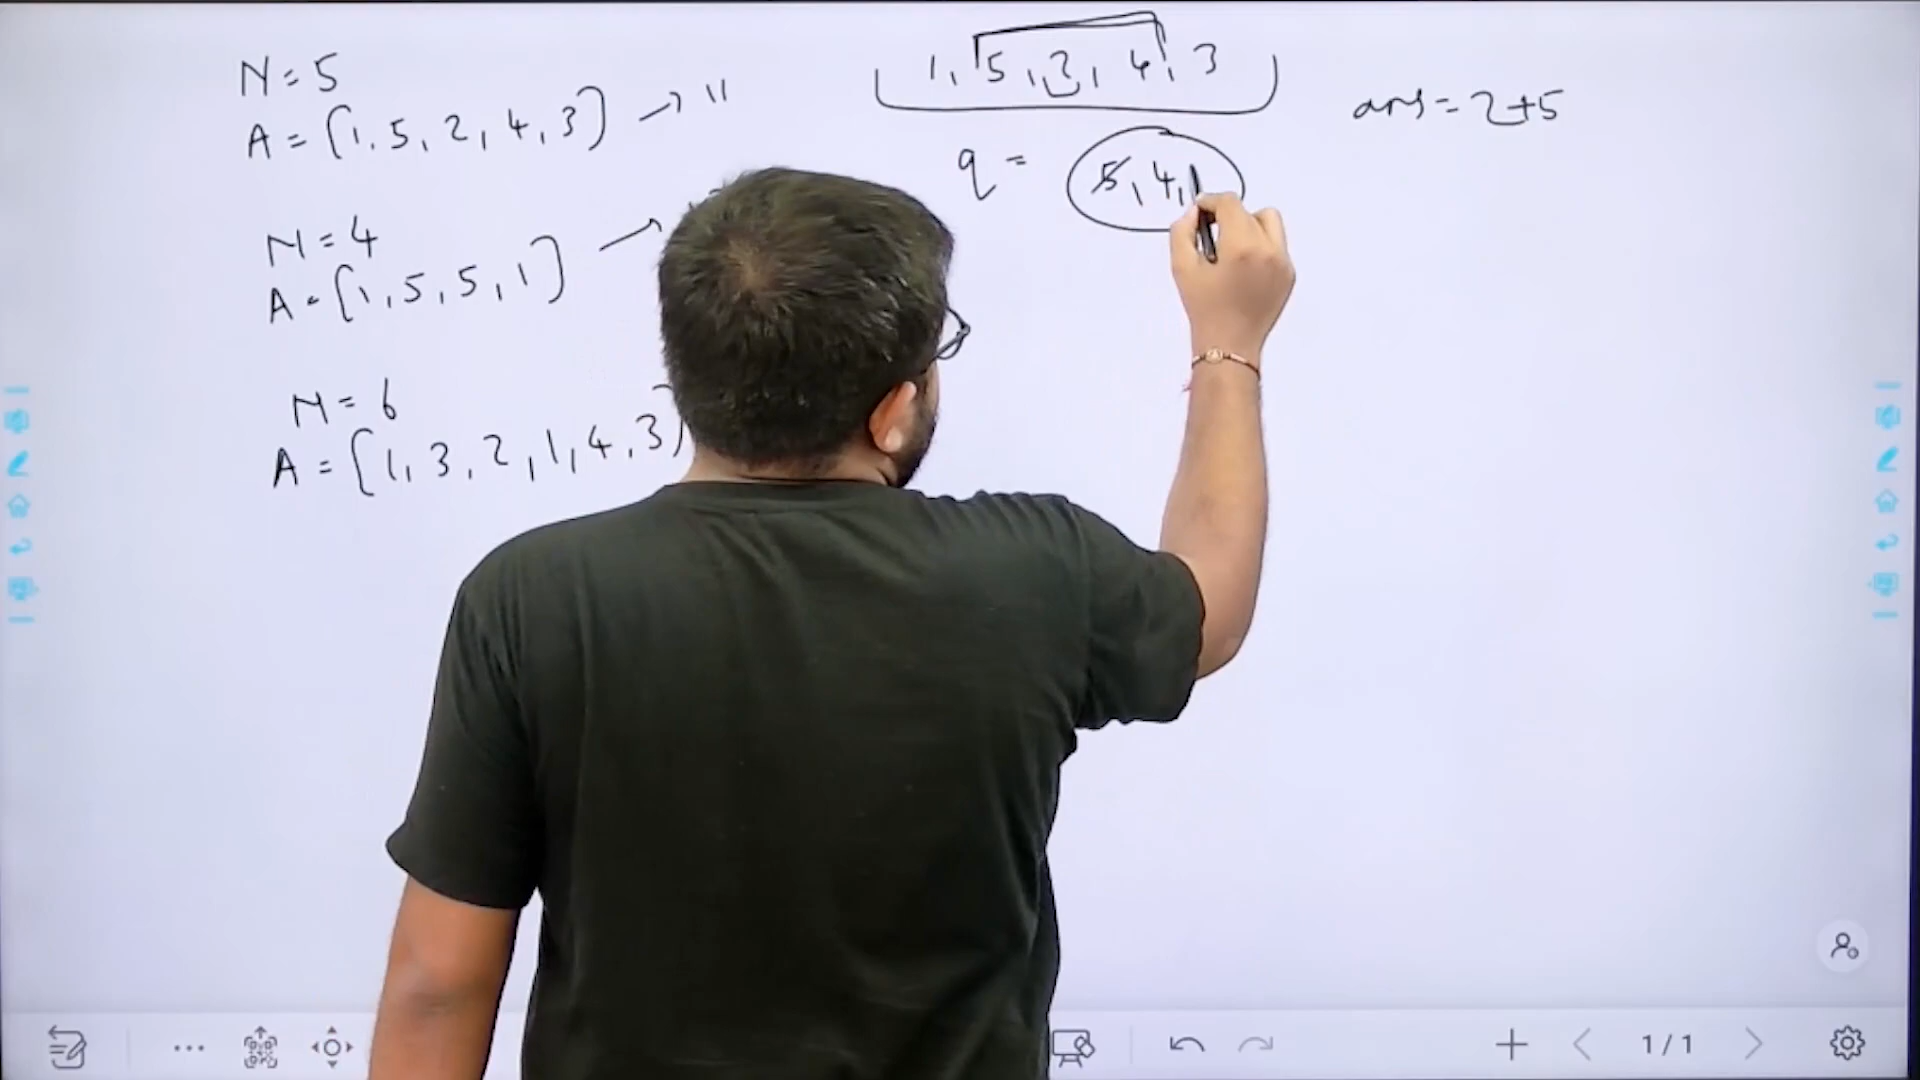 N = 5
A = [1, 5, 2, 4, 3] → 11
N = 4
A = [1, 5, 5, 1] →
N = 6
A = [1, 3, 2, 1, 4, 3]
1, 5, 2, 4, 3
ans = 2+5
q = 5, 4,
1/1